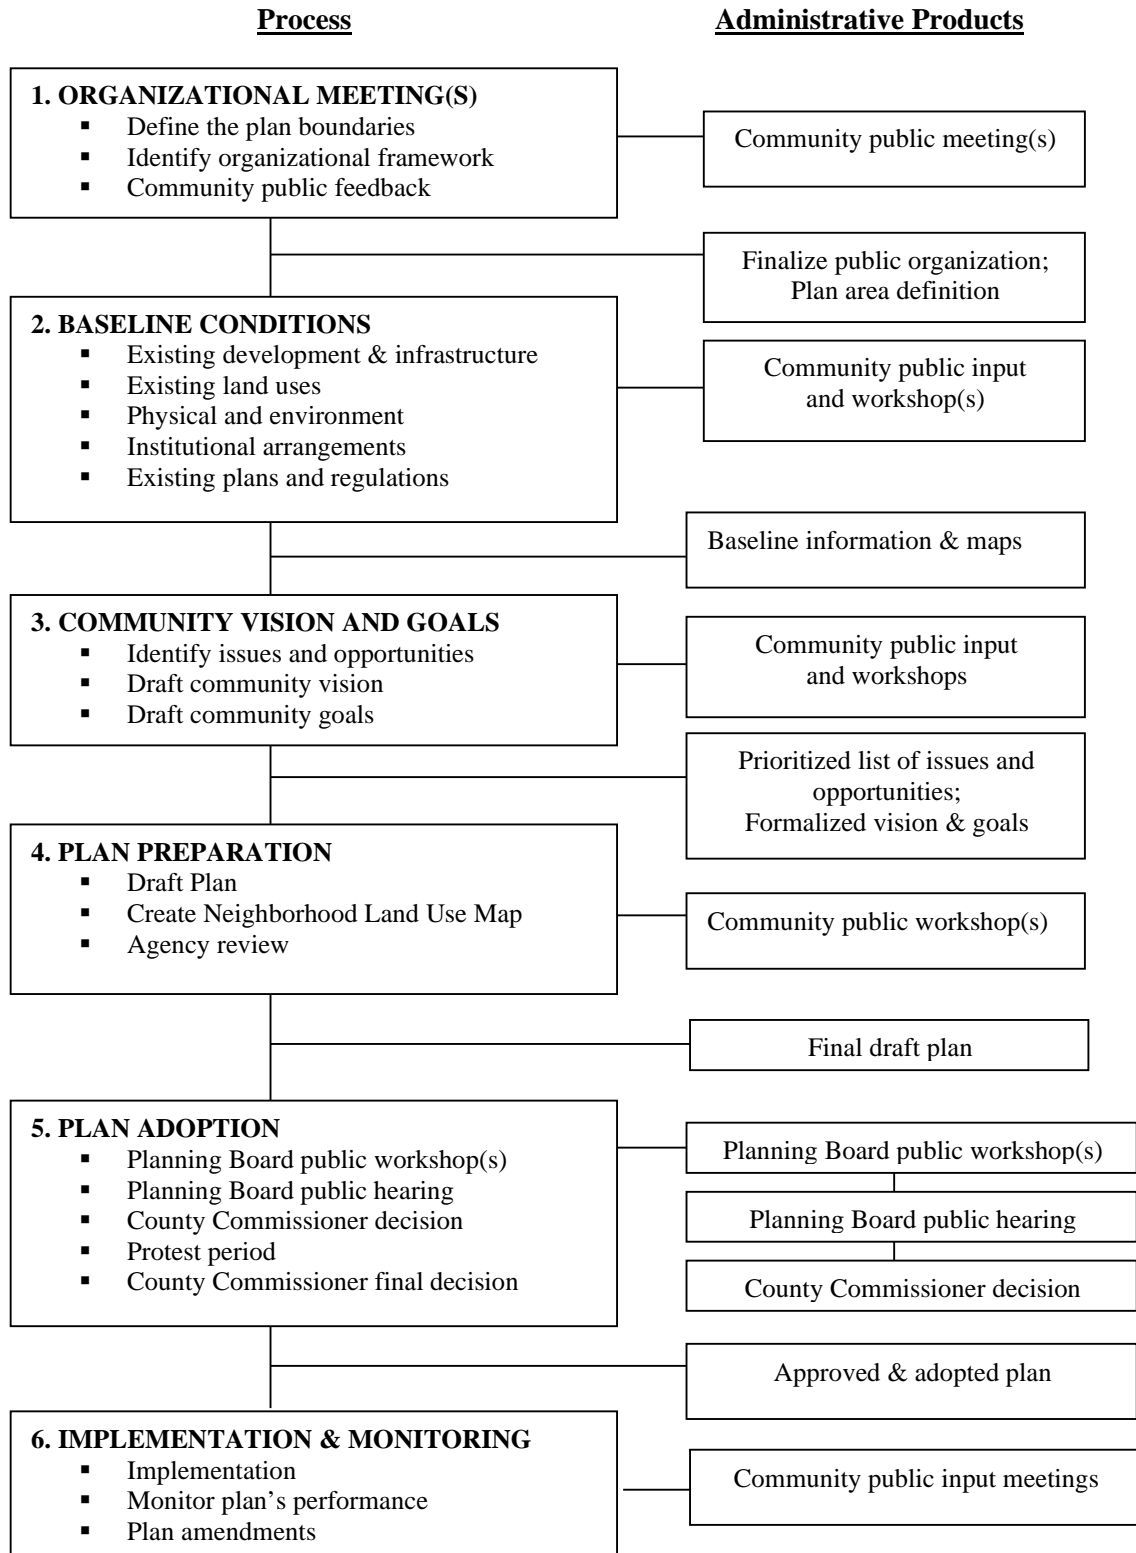 Process
Administrative Products
1. ORGANIZATIONAL MEETING(S)
▪ Define the plan boundaries
▪ Identify organizational framework
▪ Community public feedback
Community public meeting(s)
Finalize public organization;
Plan area definition
2. BASELINE CONDITIONS
▪ Existing development & infrastructure
▪ Existing land uses
▪ Physical and environment
▪ Institutional arrangements
▪ Existing plans and regulations
Community public input
and workshop(s)
Baseline information & maps
3. COMMUNITY VISION AND GOALS
▪ Identify issues and opportunities
▪ Draft community vision
▪ Draft community goals
Community public input
and workshops
Prioritized list of issues and
opportunities;
Formalized vision & goals
4. PLAN PREPARATION
▪ Draft Plan
▪ Create Neighborhood Land Use Map
▪ Agency review
Community public workshop(s)
Final draft plan
5. PLAN ADOPTION
▪ Planning Board public workshop(s)
▪ Planning Board public hearing
▪ County Commissioner decision
▪ Protest period
▪ County Commissioner final decision
Planning Board public workshop(s)
Planning Board public hearing
County Commissioner decision
Approved & adopted plan
6. IMPLEMENTATION & MONITORING
▪ Implementation
▪ Monitor plan’s performance
▪ Plan amendments
Community public input meetings